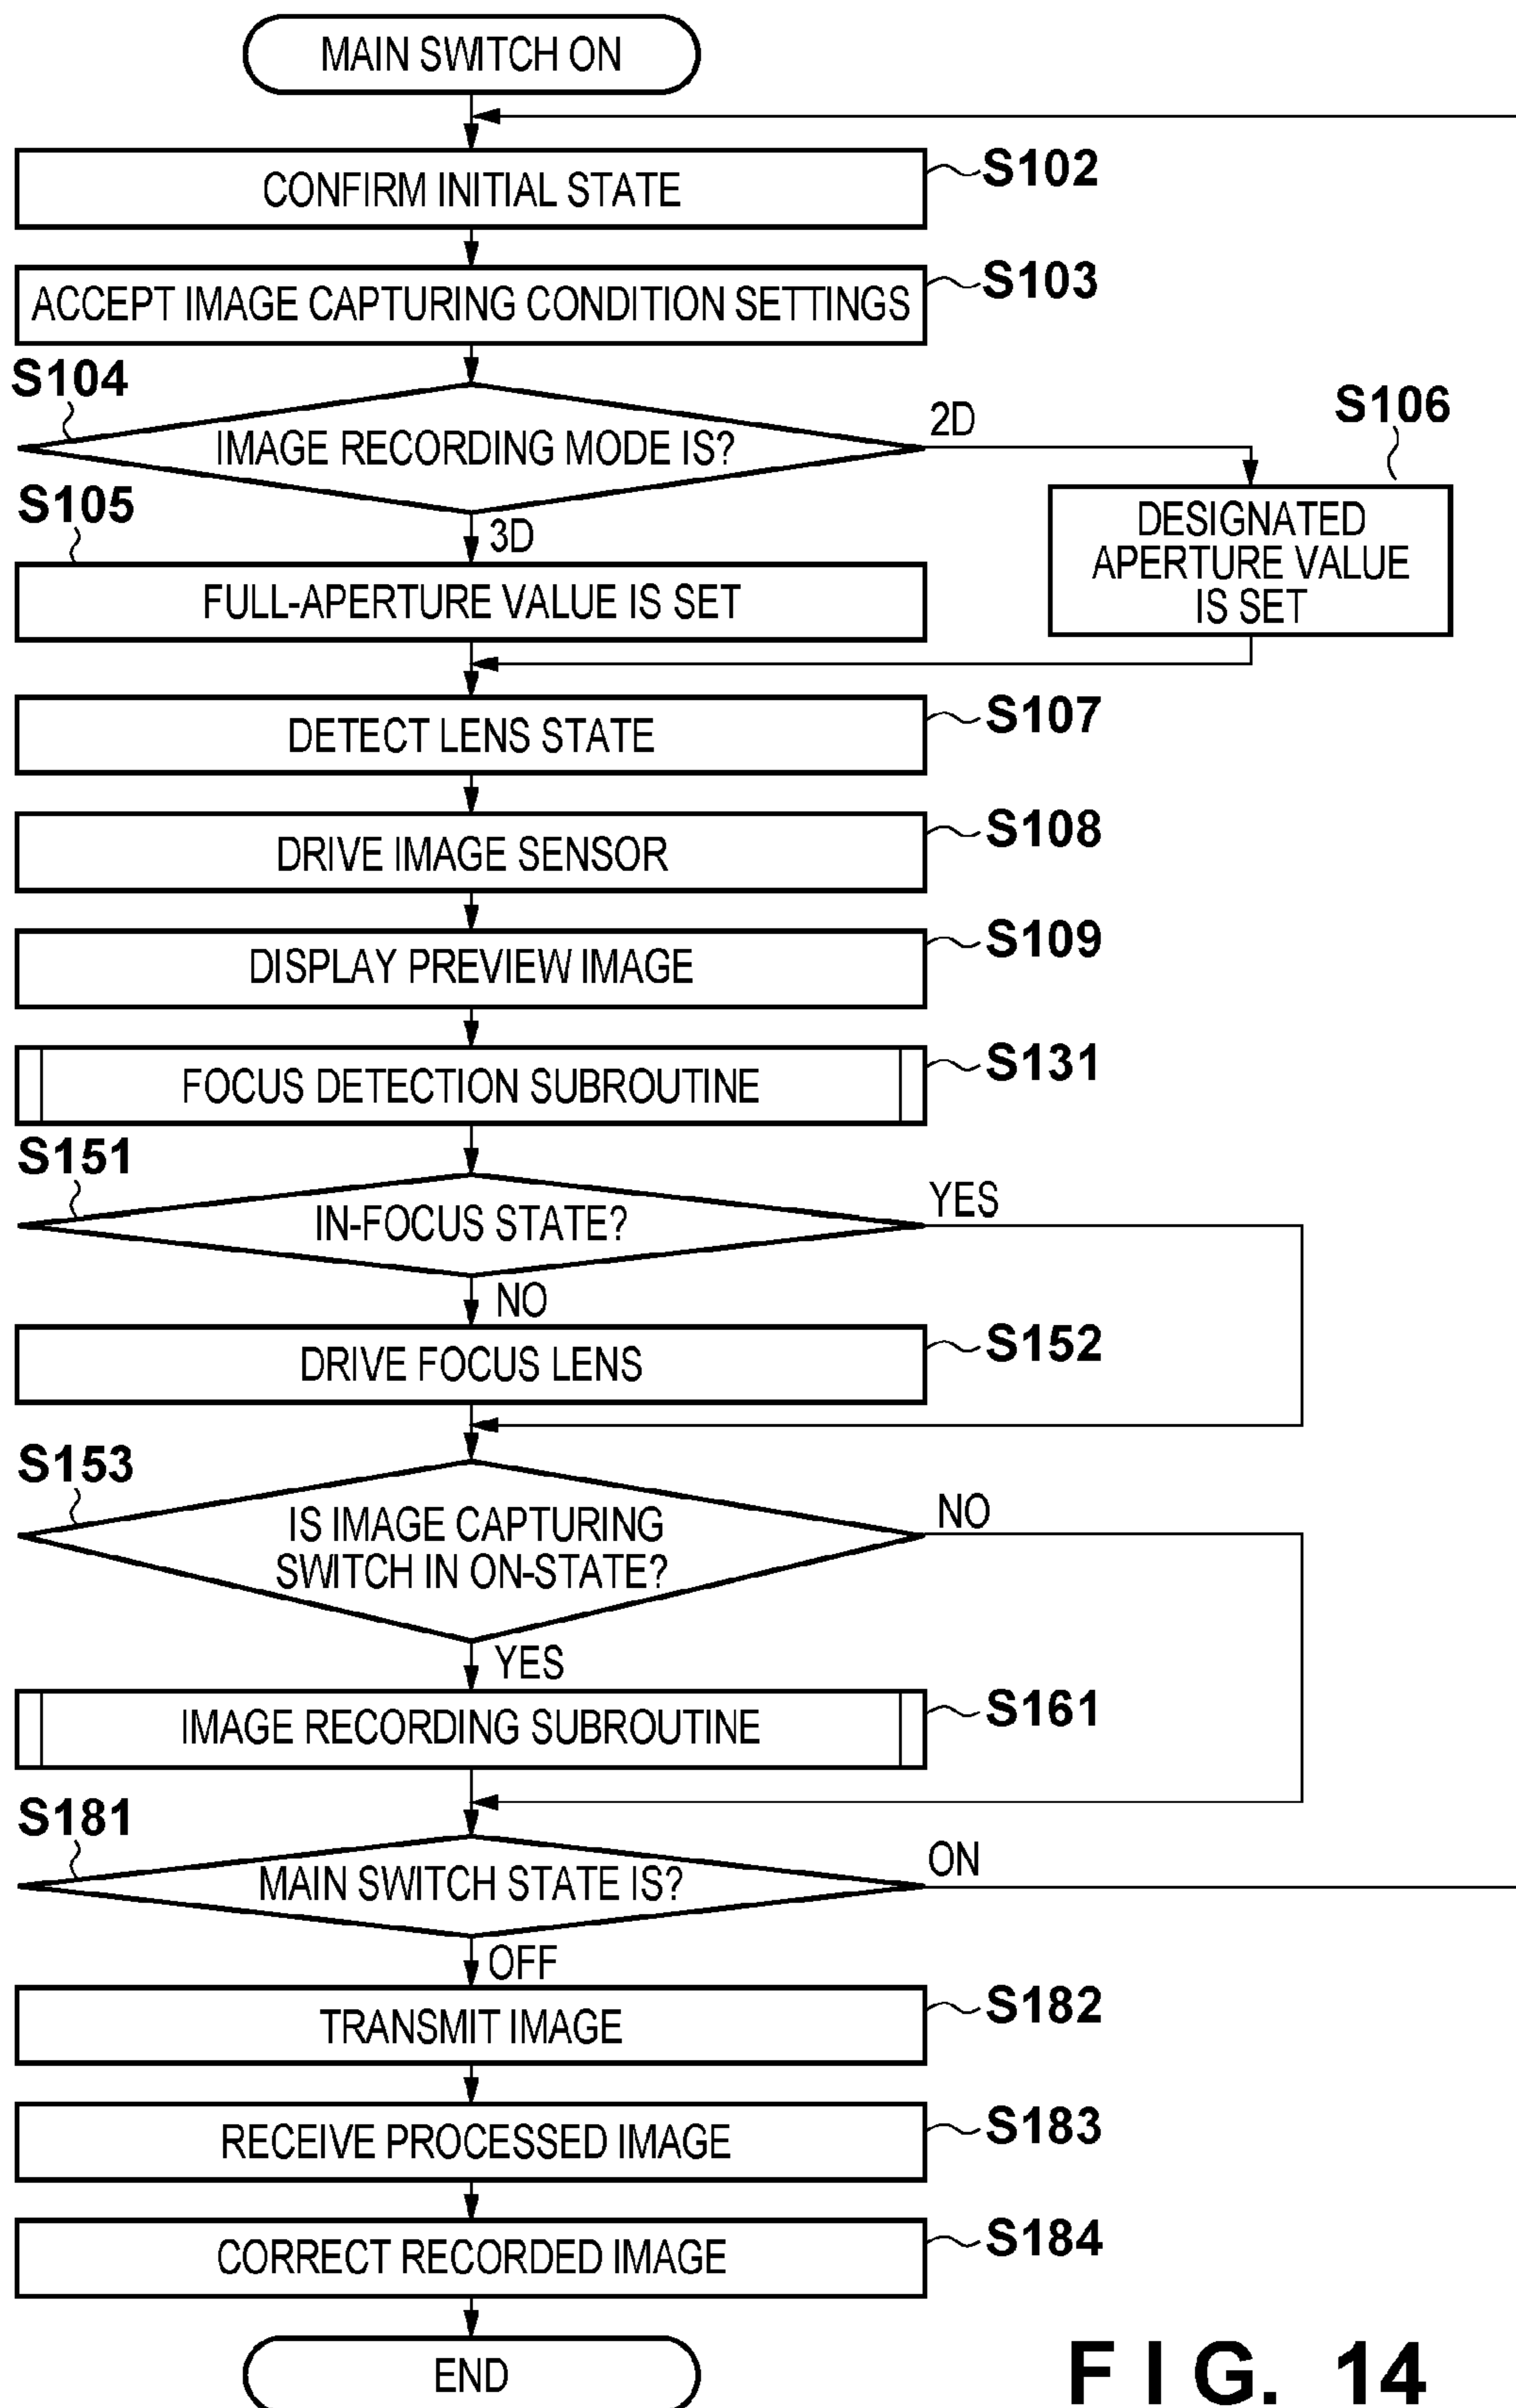 MAIN SWITCH ON
CONFIRM INITIAL STATE
S102
ACCEPT IMAGE CAPTURING CONDITION SETTINGS
S103
S104
IMAGE RECORDING MODE IS?
2D
3D
S106
DESIGNATED
APERTURE VALUE
IS SET
S105
FULL-APERTURE VALUE IS SET
DETECT LENS STATE
S107
DRIVE IMAGE SENSOR
S108
DISPLAY PREVIEW IMAGE
S109
FOCUS DETECTION SUBROUTINE
S131
S151
IN-FOCUS STATE?
YES
NO
DRIVE FOCUS LENS
S152
S153
IS IMAGE CAPTURING
SWITCH IN ON-STATE?
NO
YES
IMAGE RECORDING SUBROUTINE
S161
S181
MAIN SWITCH STATE IS?
ON
OFF
TRANSMIT IMAGE
S182
RECEIVE PROCESSED IMAGE
S183
CORRECT RECORDED IMAGE
S184
END
FIG. 14